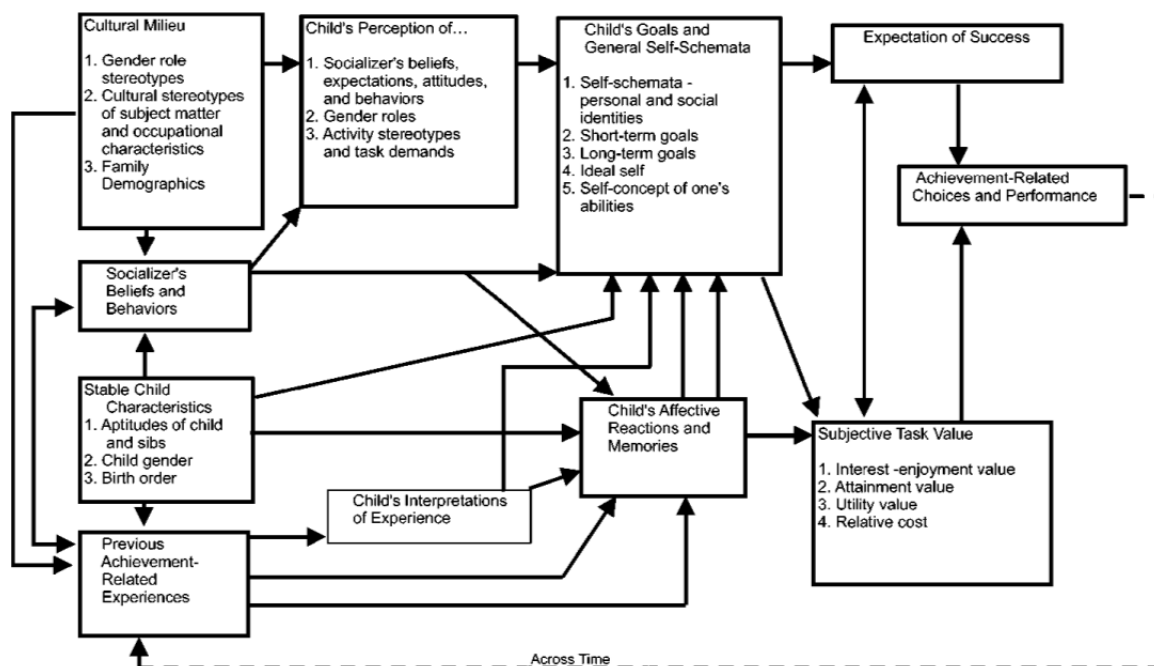 Cultural Milieu
1. Gender role
stereotypes
2. Cultural stereotypes
of subject matter
and occupational
characteristics
3. Family
Demographics
Child's Perception of...
1. Socializer's beliefs,
expectations, attitudes,
and behaviors
2. Gender roles
3. Activity stereotypes
and task demands
Child's Goals and
General Self-Schemata
1. Self-schemata -
personal and social
identities
2. Short-term goals
3. Long-term goals
4. Ideal self
5. Self-concept of one's
abilities
Expectation of Success
Achievement-Related
Choices and Performance
Socializer's
Beliefs and
Behaviors
Stable Child
Characteristics
1. Aptitudes of child
and sibs
2. Child gender
3. Birth order
Child's Affective
Reactions and
Memories
Subjective Task Value
1. Interest -enjoyment value
2. Attainment value
3. Utility value
4. Relative cost
Child's Interpretations
of Experience
Previous
Achievement-
Related
Experiences
Across Time